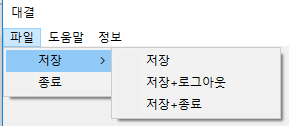 대결
파일 도움말 정보
저장 > 저장
종료 저장+로그아웃
저장+종료